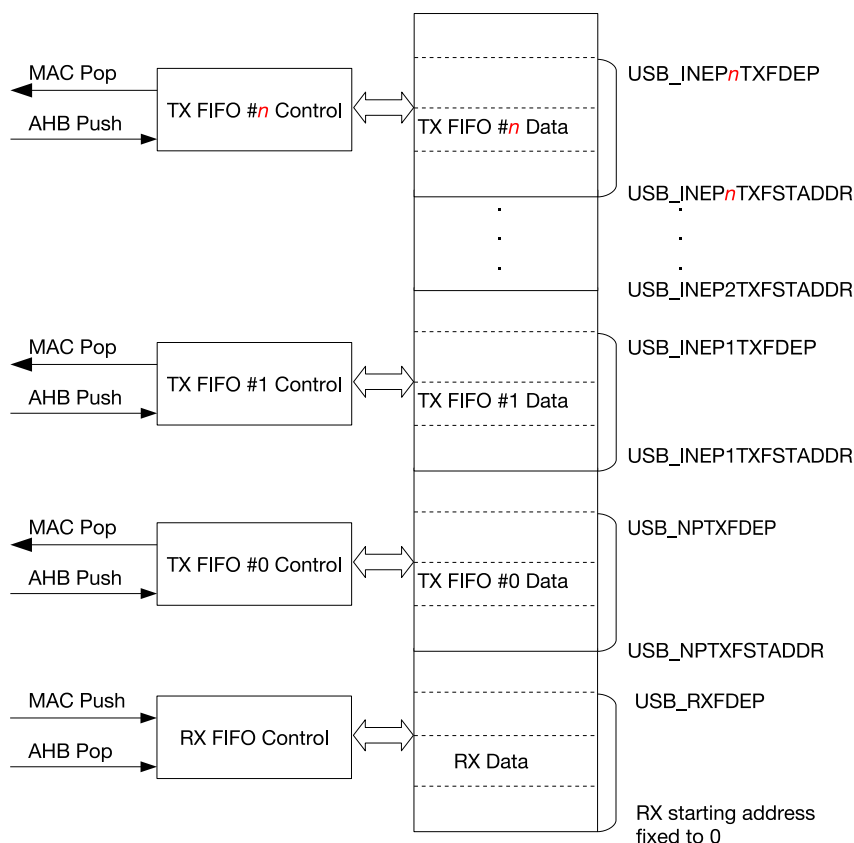 MAC Pop
AHB Push
TX FIFO #n Control
TX FIFO #n Data
USB_INEPnTXFDEP
USB_INEPnTXFSTADDR
. .
. .
. .
USB_INEP2TXFSTADDR
MAC Pop
AHB Push
TX FIFO #1 Control
TX FIFO #1 Data
USB_INEP1TXFDEP
USB_INEP1TXFSTADDR
MAC Pop
AHB Push
TX FIFO #0 Control
TX FIFO #0 Data
USB_NPTXFDEP
USB_NPTXFSTADDR
MAC Push
AHB Pop
RX FIFO Control
RX Data
USB_RXFDEP
RX starting address
fixed to 0